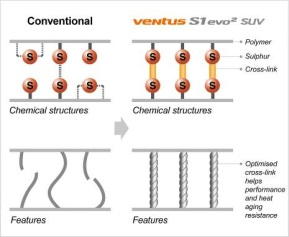 Conventional
ventus S1 evo² SUV
S S S
S S S
S S S
S S S
Polymer
Sulphur
Cross-link
Chemical structures
Chemical structures
Optimised
cross-link
helps
performance
and heat
aging
resistance
Features
Features